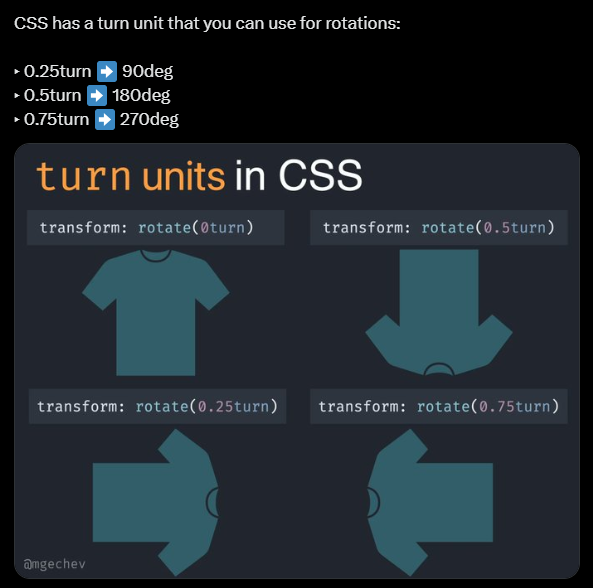 CSS has a turn unit that you can use for rotations:
‣ 0.25turn ➡️ 90deg
‣ 0.5turn ➡️ 180deg
‣ 0.75turn ➡️ 270deg
turn units in CSS
transform: rotate(0turn)
transform: rotate(0.5turn)
transform: rotate(0.25turn)
transform: rotate(0.75turn)
@mgechev